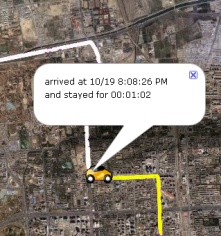 arrived at 10/19 8:08:26 PM
and stayed for 00:01:02